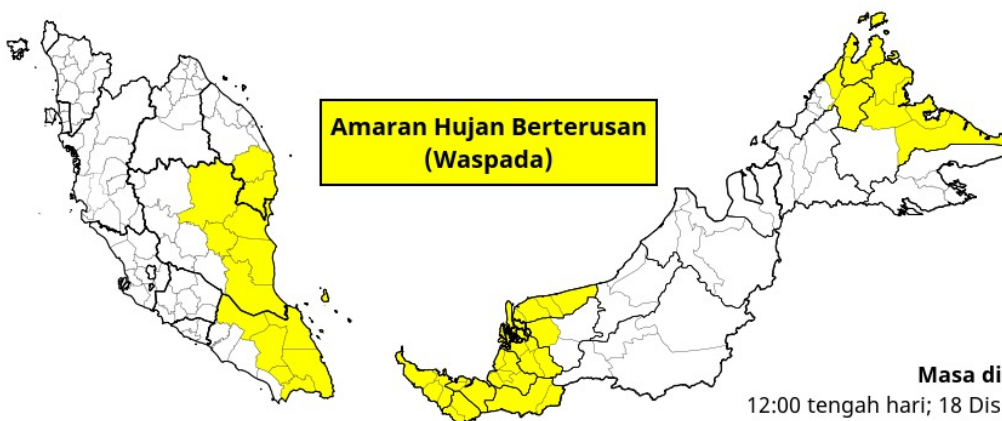 Amaran Hujan Berterusan
(Waspada)
Masa di
12:00 tengah hari; 18 Dis